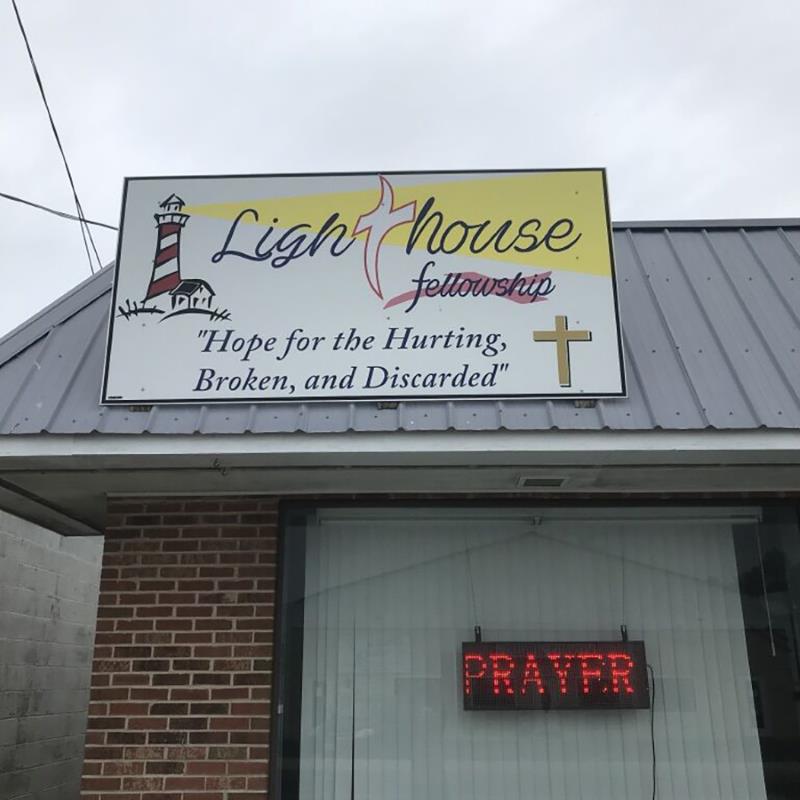 Lighthouse
fellowship
"Hope for the Hurting,
Broken, and Discarded"
PRAYER